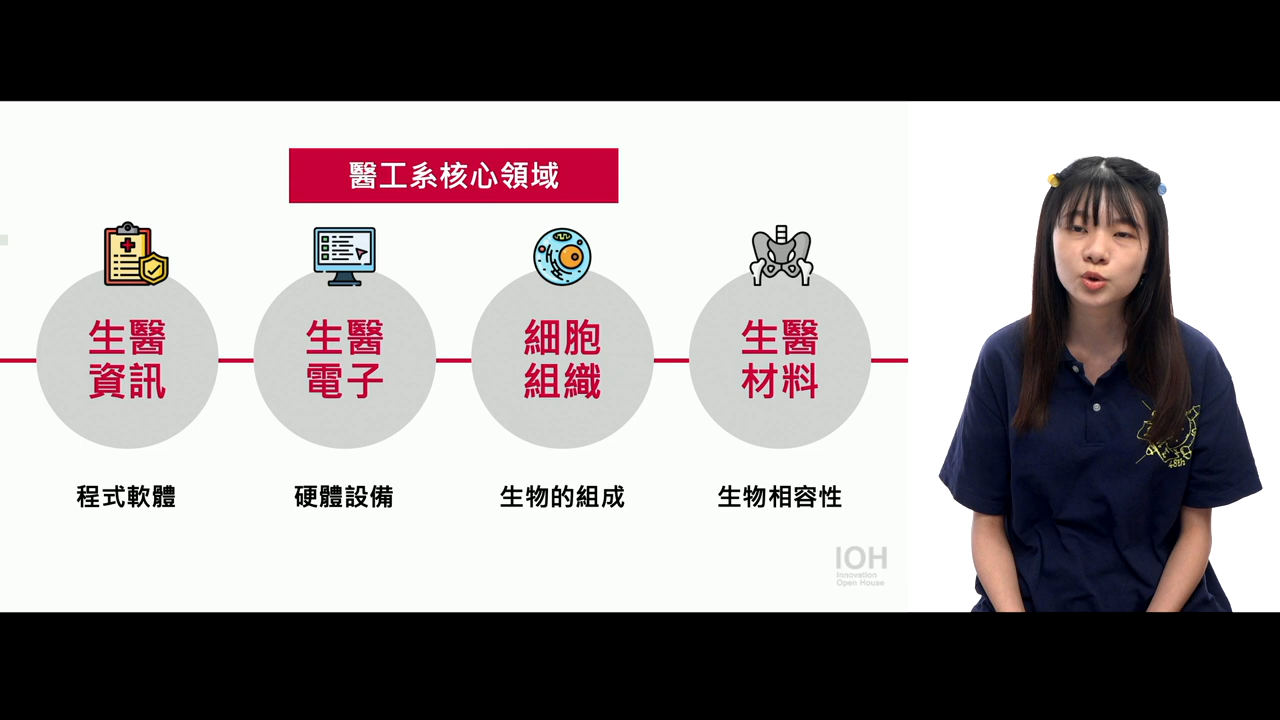 醫工系核心領域
生醫
資訊
生醫
電子
細胞
組織
生醫
材料
程式軟體
硬體設備
生物的組成
生物相容性
IOH
Innovation
Open House
48th